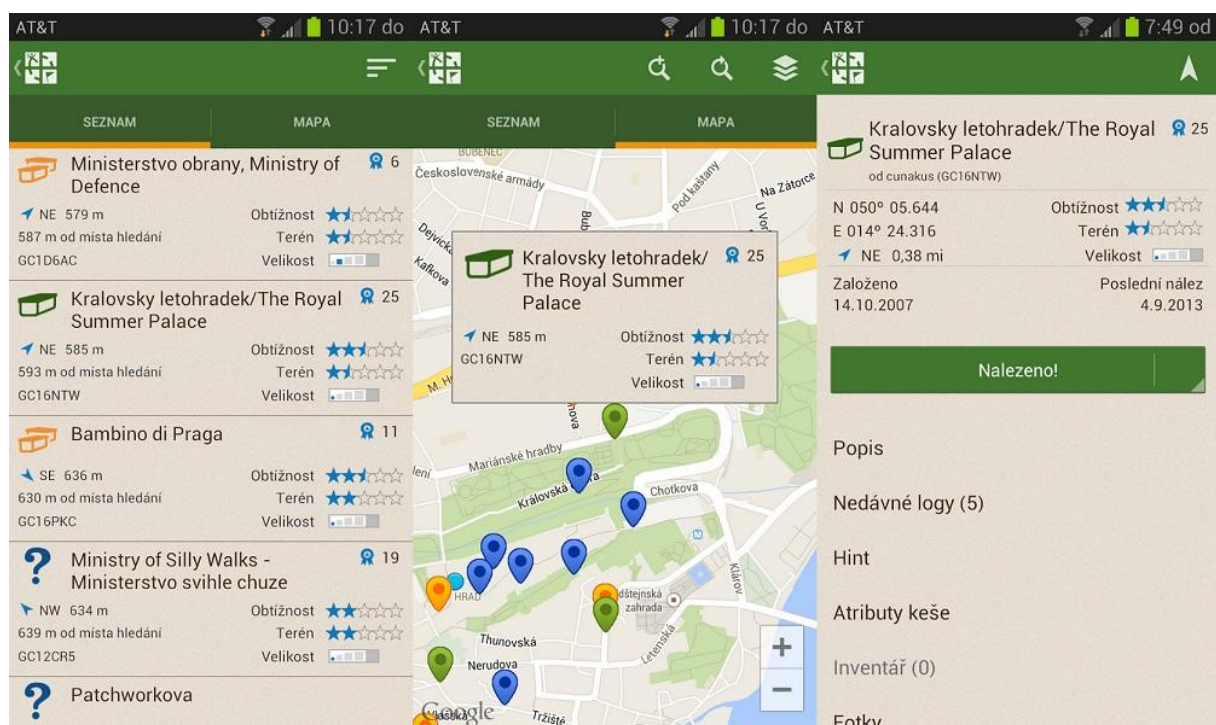 AT&T 10:17 do
SEZNAM MAPA
Ministerstvo obrany, Ministry of 6
Defence
NE 579 m Obtížnost
587 m od místa hledání Terén
GC1D6AC Velikost
Kralovsky letohradek/The Royal 25
Summer Palace
NE 585 m Obtížnost
593 m od místa hledání Terén
GC16NTW Velikost
Bambino di Praga 11
SE 636 m Obtížnost
630 m od místa hledání Terén
GC16PKC Velikost
Ministry of Silly Walks - 19
Ministerstvo svihle chuze
NW 634 m Obtížnost
639 m od místa hledání Terén
GC12CR5 Velikost
Patchworkova
AT&T 10:17 do
SEZNAM MAPA
BUBENEČ
Československé armády
Pod kaštany
Na Zátorce
Kafkova
Kralovsky letohradek/ 25
The Royal Summer
Palace
NE 585 m Obtížnost
GC16NTW Terén
Velikost
Mariánské hradby
Královská
Chotkova
Klárov
HRAD
zahrada
Thunovská
Letenská
Nerudova
Google
Tržiště
AT&T 7:49 od
Kralovsky letohradek/The Royal 25
Summer Palace
od cunakus (GC16NTW)
N 050° 05.644 Obtížnost
E 014° 24.316 Terén
NE 0,38 mi Velikost
Založeno Poslední nález
14.10.2007 4.9.2013
Nalezeno!
Popis
Nedávné logy (5)
Hint
Atributy keše
Inventář (0)
Fotky